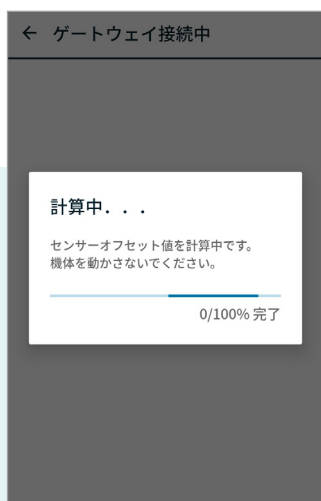 ← ゲートウェイ接続中
計算中．．．
センサーオフセット値を計算中です。
機体を動かさないでください。
0/100% 完了